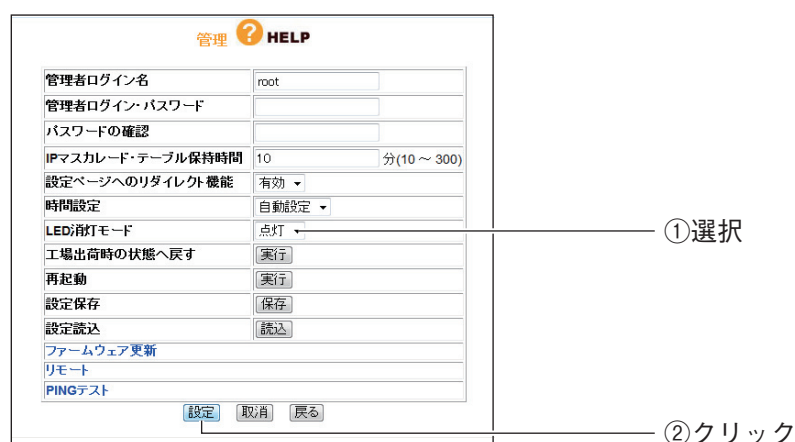 管理 ? HELP
管理者ログイン名 root
管理者ログイン・パスワード
パスワードの確認
IPマスカレード・テーブル保持時間 10 分(10 ～ 300)
設定ページへのリダイレクト機能 有効
時間設定 自動設定
LED消灯モード 点灯 ①選択
工場出荷時の状態へ戻す 実行
再起動 実行
設定保存 保存
設定読込 読込
ファームウェア更新
リモート
PINGテスト
設定 取消 戻る
②クリック